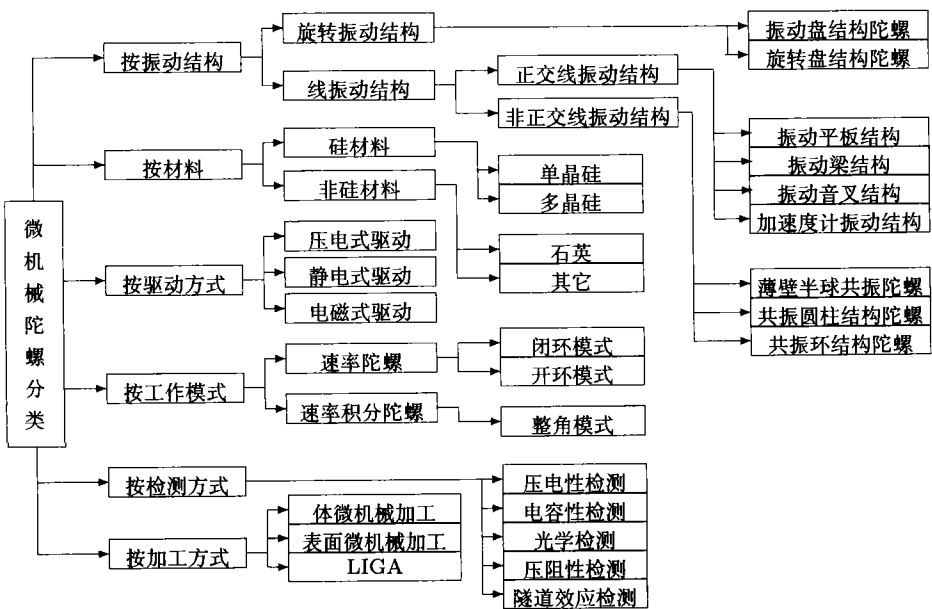 微机械陀螺分类
按振动结构
旋转振动结构
振动盘结构陀螺
旋转盘结构陀螺
线振动结构
正交线振动结构
非正交线振动结构
振动平板结构
振动梁结构
振动音叉结构
加速度计振动结构
薄壁半球共振陀螺
共振圆柱结构陀螺
共振环结构陀螺
按材料
硅材料
非硅材料
单晶硅
多晶硅
石英
其它
按驱动方式
压电式驱动
静电式驱动
电磁式驱动
按工作模式
速率陀螺
闭环模式
开环模式
速率积分陀螺
整角模式
按检测方式
压电性检测
电容性检测
光学检测
压阻性检测
隧道效应检测
按加工方式
体微机械加工
表面微机械加工
LIGA